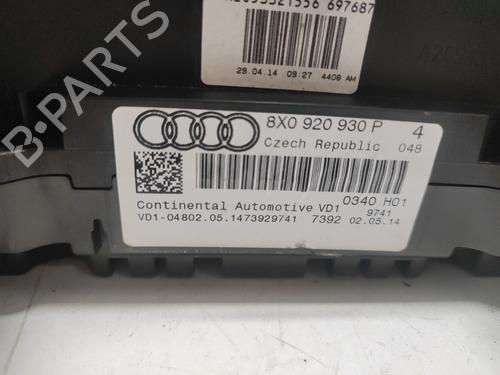 29.04.14 09:27 4408 AM
8X0 920 930 P 4
Czech Republic 048
Continental Automotive VD1 0340 H01
9741
VD1-04802.05.1473929741 7392 02.05.14
B-PARTS